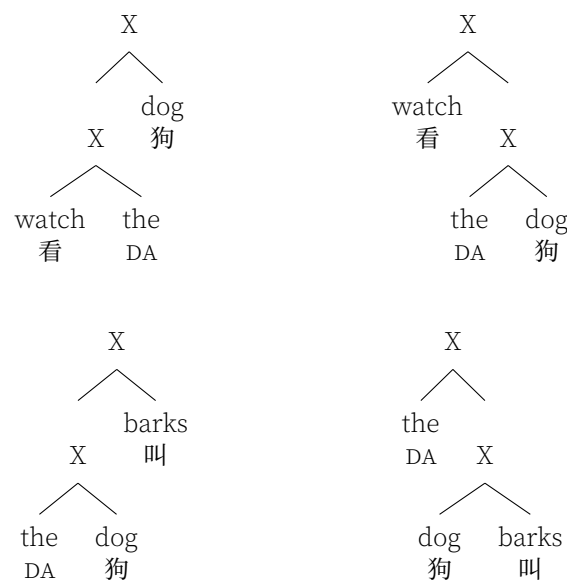 X X
dog watch
狗 看
X X
watch the the dog
看 DA DA 狗
X X
barks the
叫 DA
X X
the dog dog barks
DA 狗 狗 叫